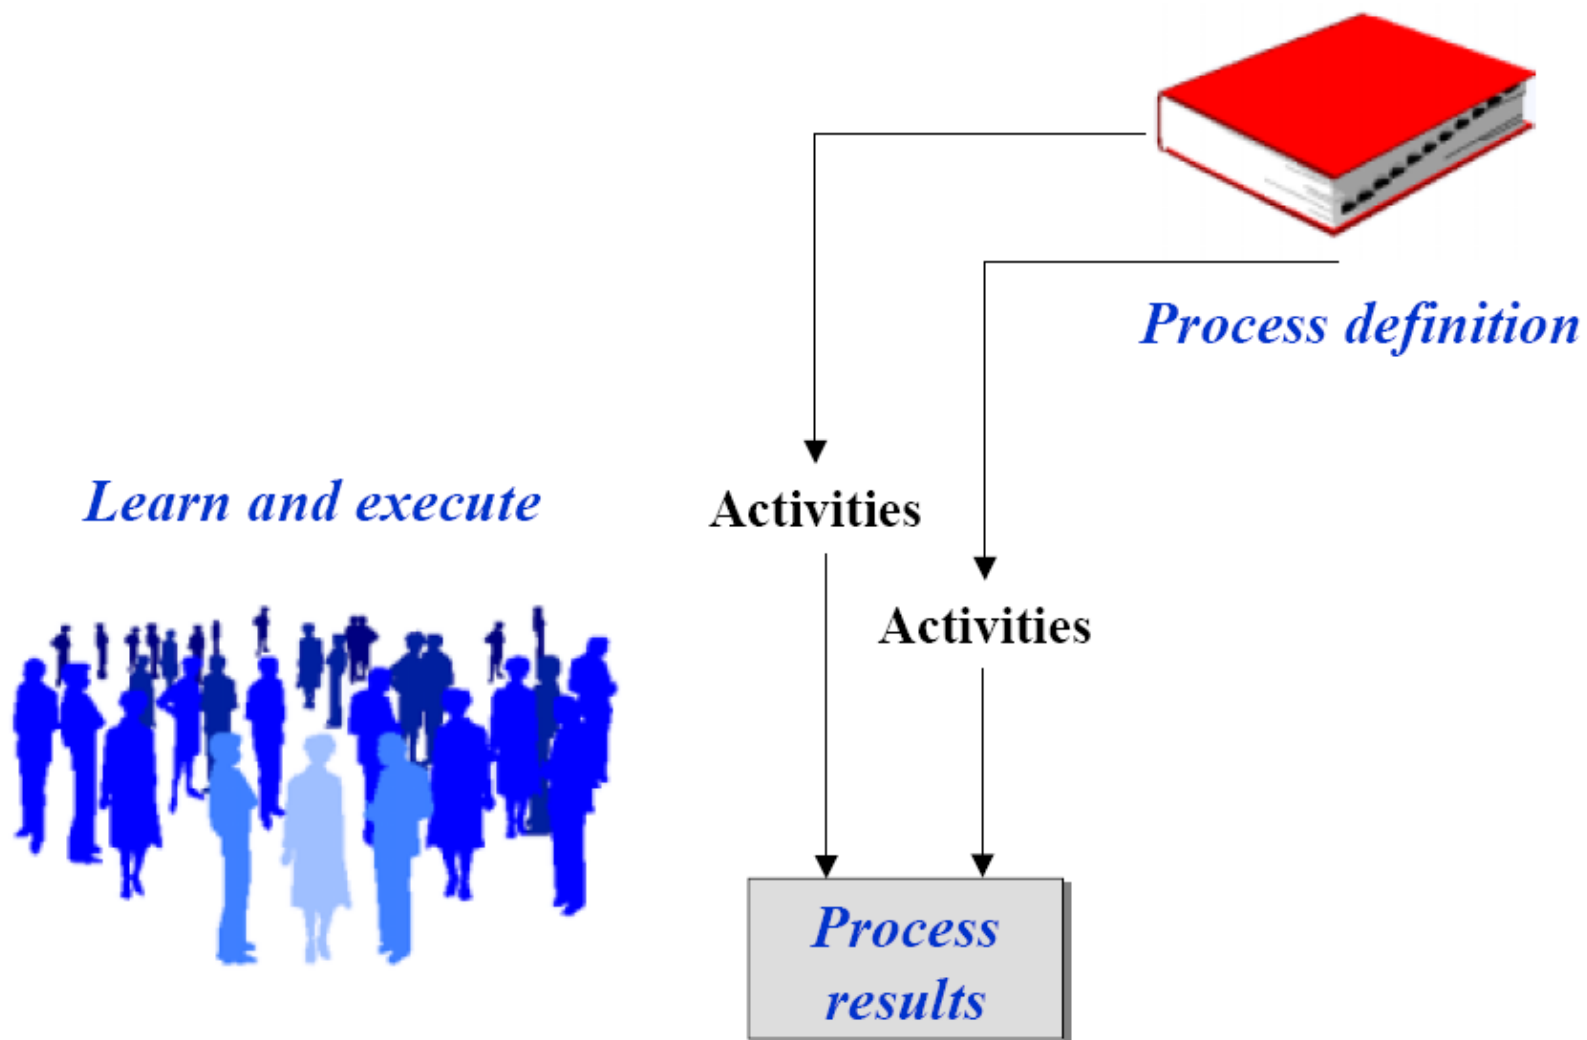 Process definition
Learn and execute
Activities
Activities
Process
results